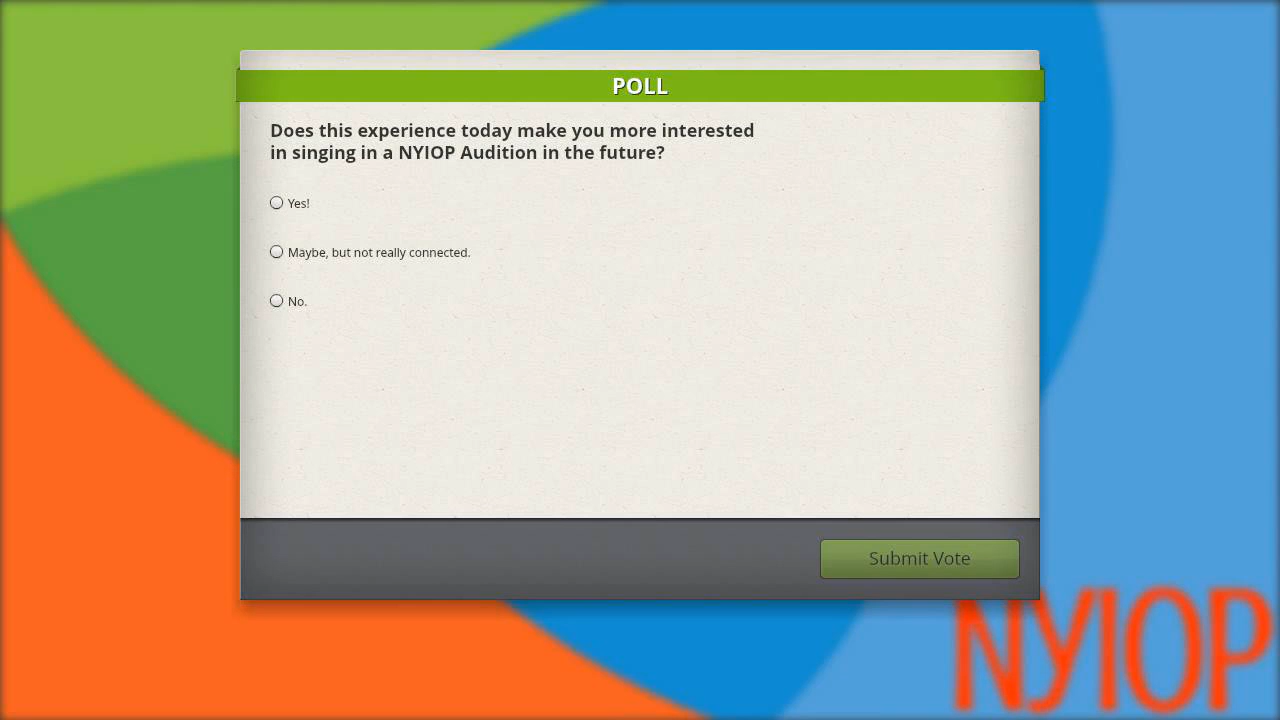 POLL
Does this experience today make you more interested
in singing in a NYIOP Audition in the future?
Yes!
Maybe, but not really connected.
No.
Submit Vote
NYIOP